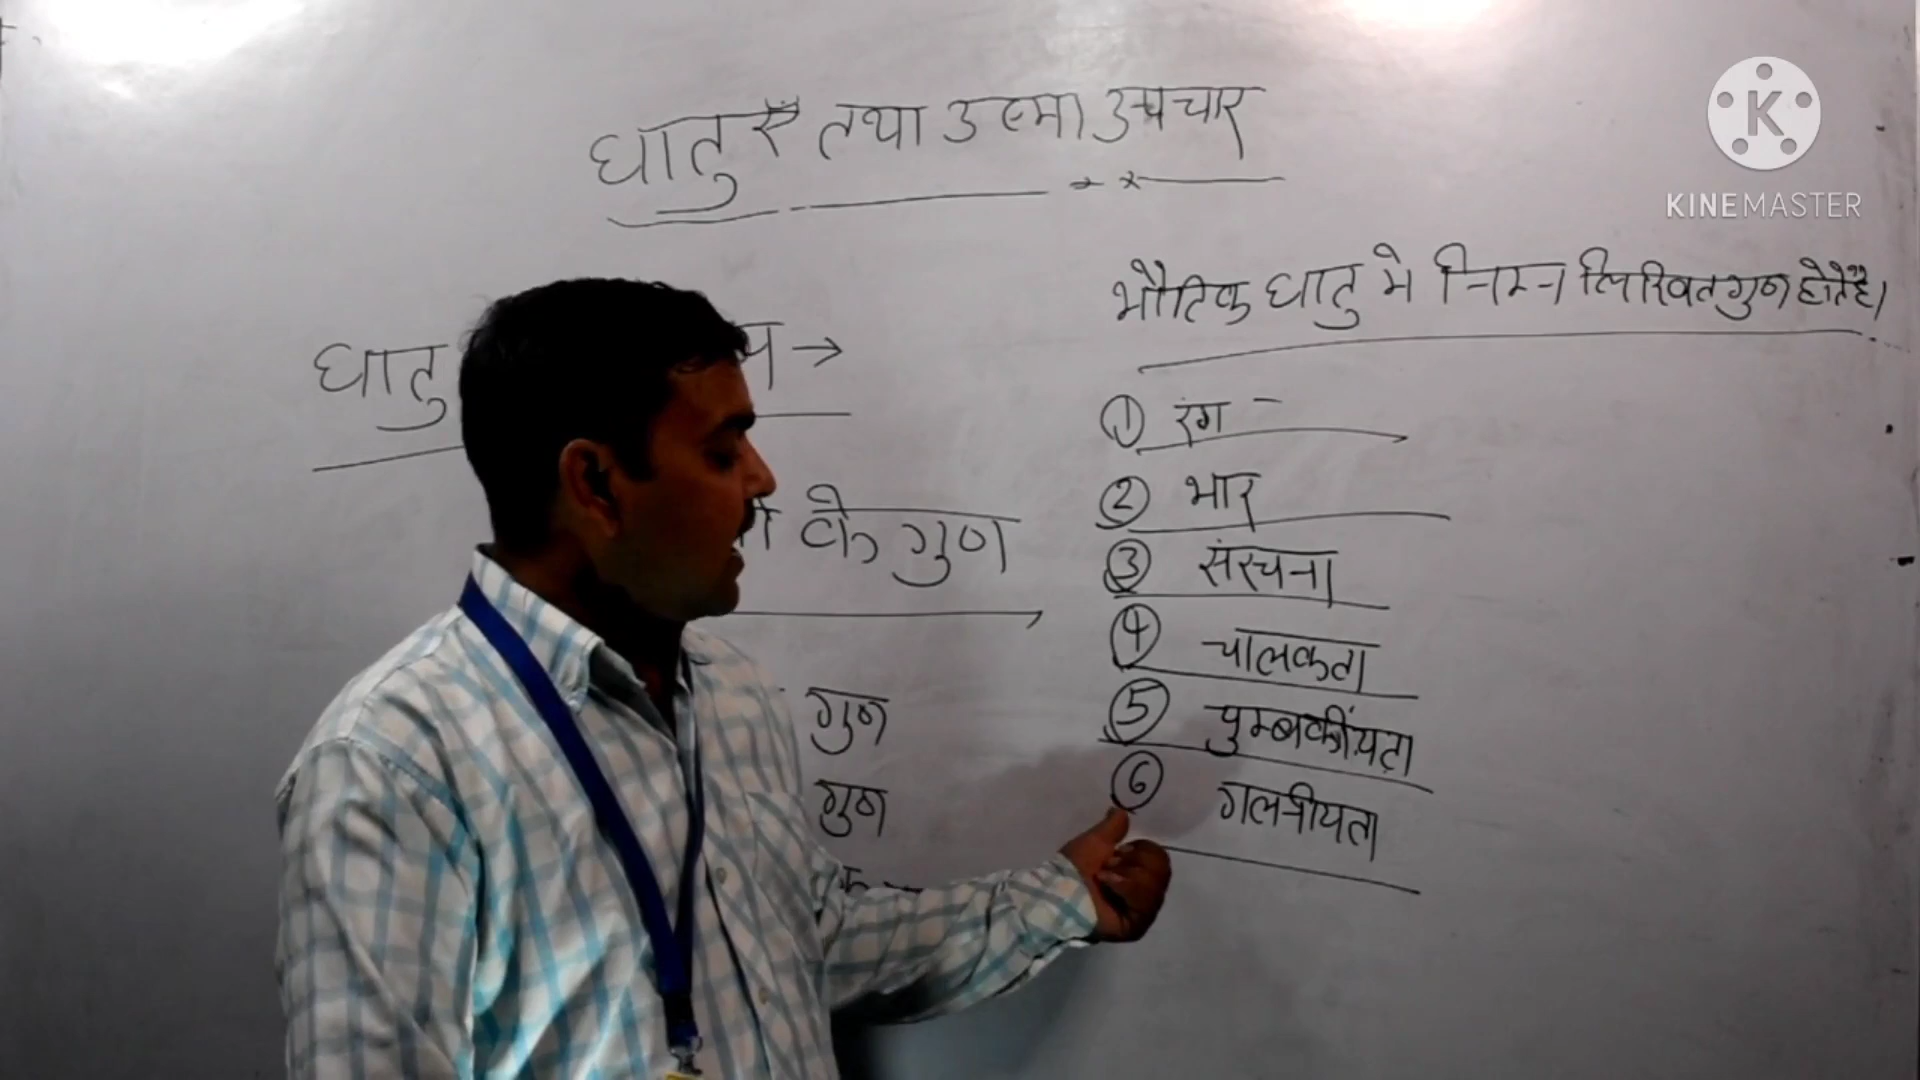 धातुएँ तथा उष्मा उपचार
KINEMASTER
धातु
के गुण
गुण
गुण
भौतिक धातु मे निम्न लिखित गुण होते है।
① रंग -
② भार
③ संरचना
④ चालकता
⑤ चुम्बकींयता
⑥ गलनीयता